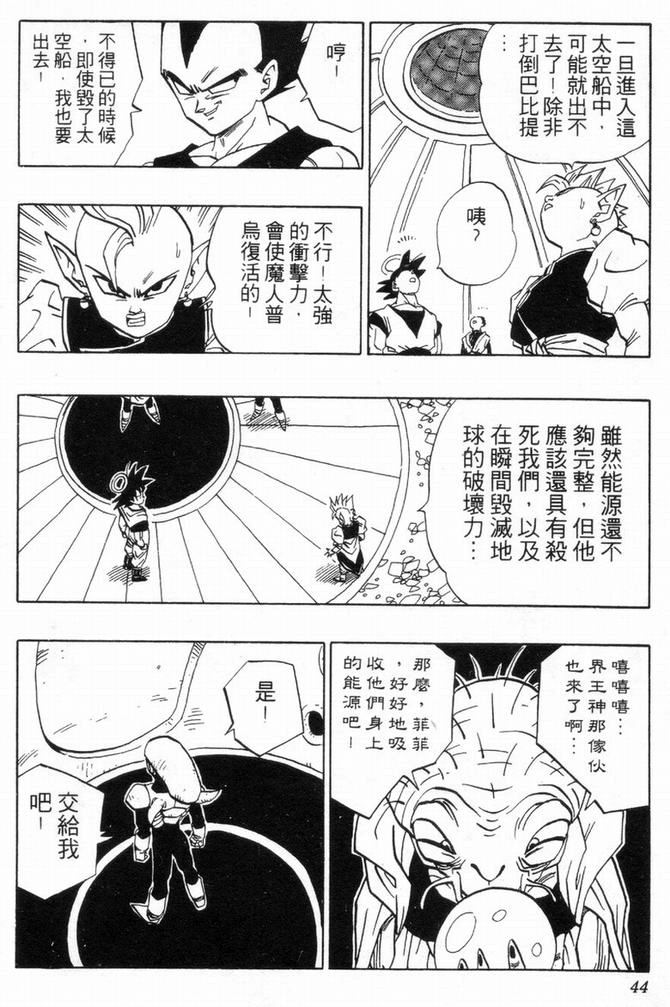 一旦進入這
太空船中,
可能就出不
去了!除非
打倒巴比提
…
咦?
哼!
不得已的時候
,即使毀了太
空船,我也要
出去!
不行!太強
的衝擊力,
會使魔人普
烏復活的!
雖然能源還不
夠完整,但他
應該還具有殺
死我們,以及
在瞬間毀滅地
球的破壞力…
嘻嘻嘻…
界王神那傢伙
也來了啊…
那麼,菲菲
,好好地吸
收他們身上
的能源吧!
是!
交給我
吧!
44